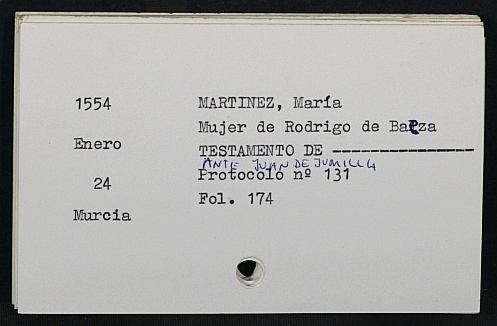 1554
MARTINEZ, María
Mujer de Rodrigo de Baeza
Enero
TESTAMENTO DE ----------------
ANTE JUAN DE JUMILLA
24
Protocolo nº 131
Fol. 174
Murcia